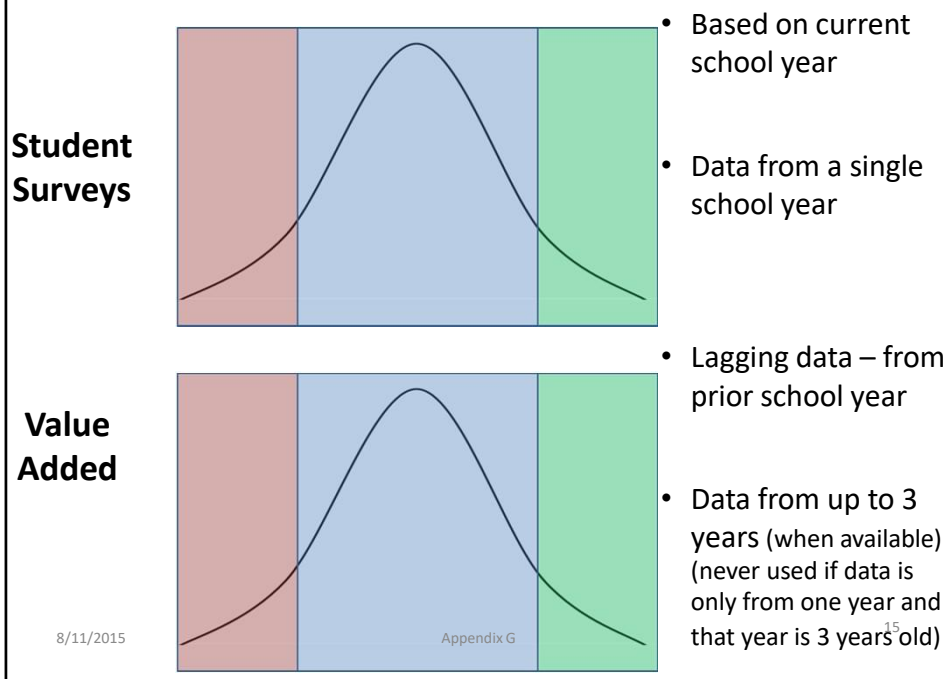 Student
Surveys
• Based on current
school year
• Data from a single
school year
Value
Added
• Lagging data – from
prior school year
• Data from up to 3
years (when available)
(never used if data is
only from one year and
that year is 3 years old)
8/11/2015
Appendix G
15